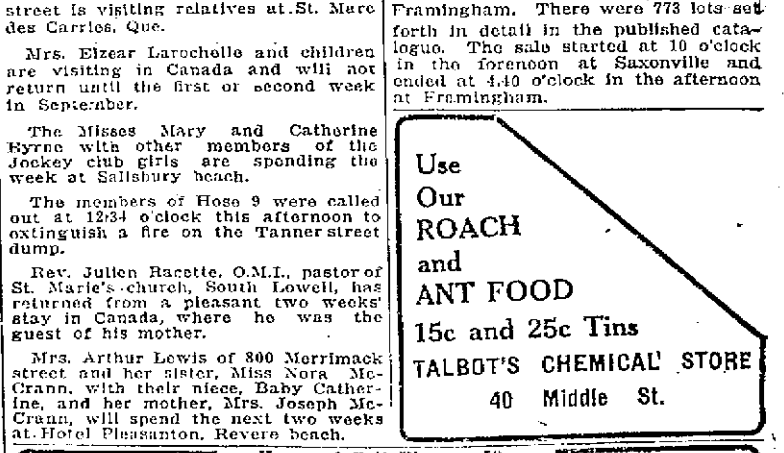 street is visiting relatives at St. Marc
des Carries, Que.
Mrs. Elzear Larochelle and children
are visiting in Canada and will not
return until the first or second week
in September.
The Misses Mary and Catherine
Byrne with other members of the
Jockey club girls are spending the
week at Salisbury beach.
The members of Hose 9 were called
out at 12:34 o'clock this afternoon to
extinguish a fire on the Tanner street
dump.
Rev. Julien Racette, O.M.I., pastor of
St. Marie's church, South Lowell, has
returned from a pleasant two weeks'
stay in Canada, where he was the
guest of his mother.
Mrs. Arthur Lewis of 800 Merrimack
street and her sister, Miss Nora Mc-
Crann, with their niece, Baby Cather-
ine, and her mother, Mrs. Joseph Mc-
Crann, will spend the next two weeks
at Hotel Pleasanton, Revere beach.
Framingham. There were 773 lots set
forth in detail in the published cata-
logue. The sale started at 10 o'clock
in the forenoon at Saxonville and
ended at 4.40 o'clock in the afternoon
at Framingham.
Use
Our
ROACH
and
ANT FOOD
15c and 25c Tins
TALBOT'S CHEMICAL STORE
40 Middle St.